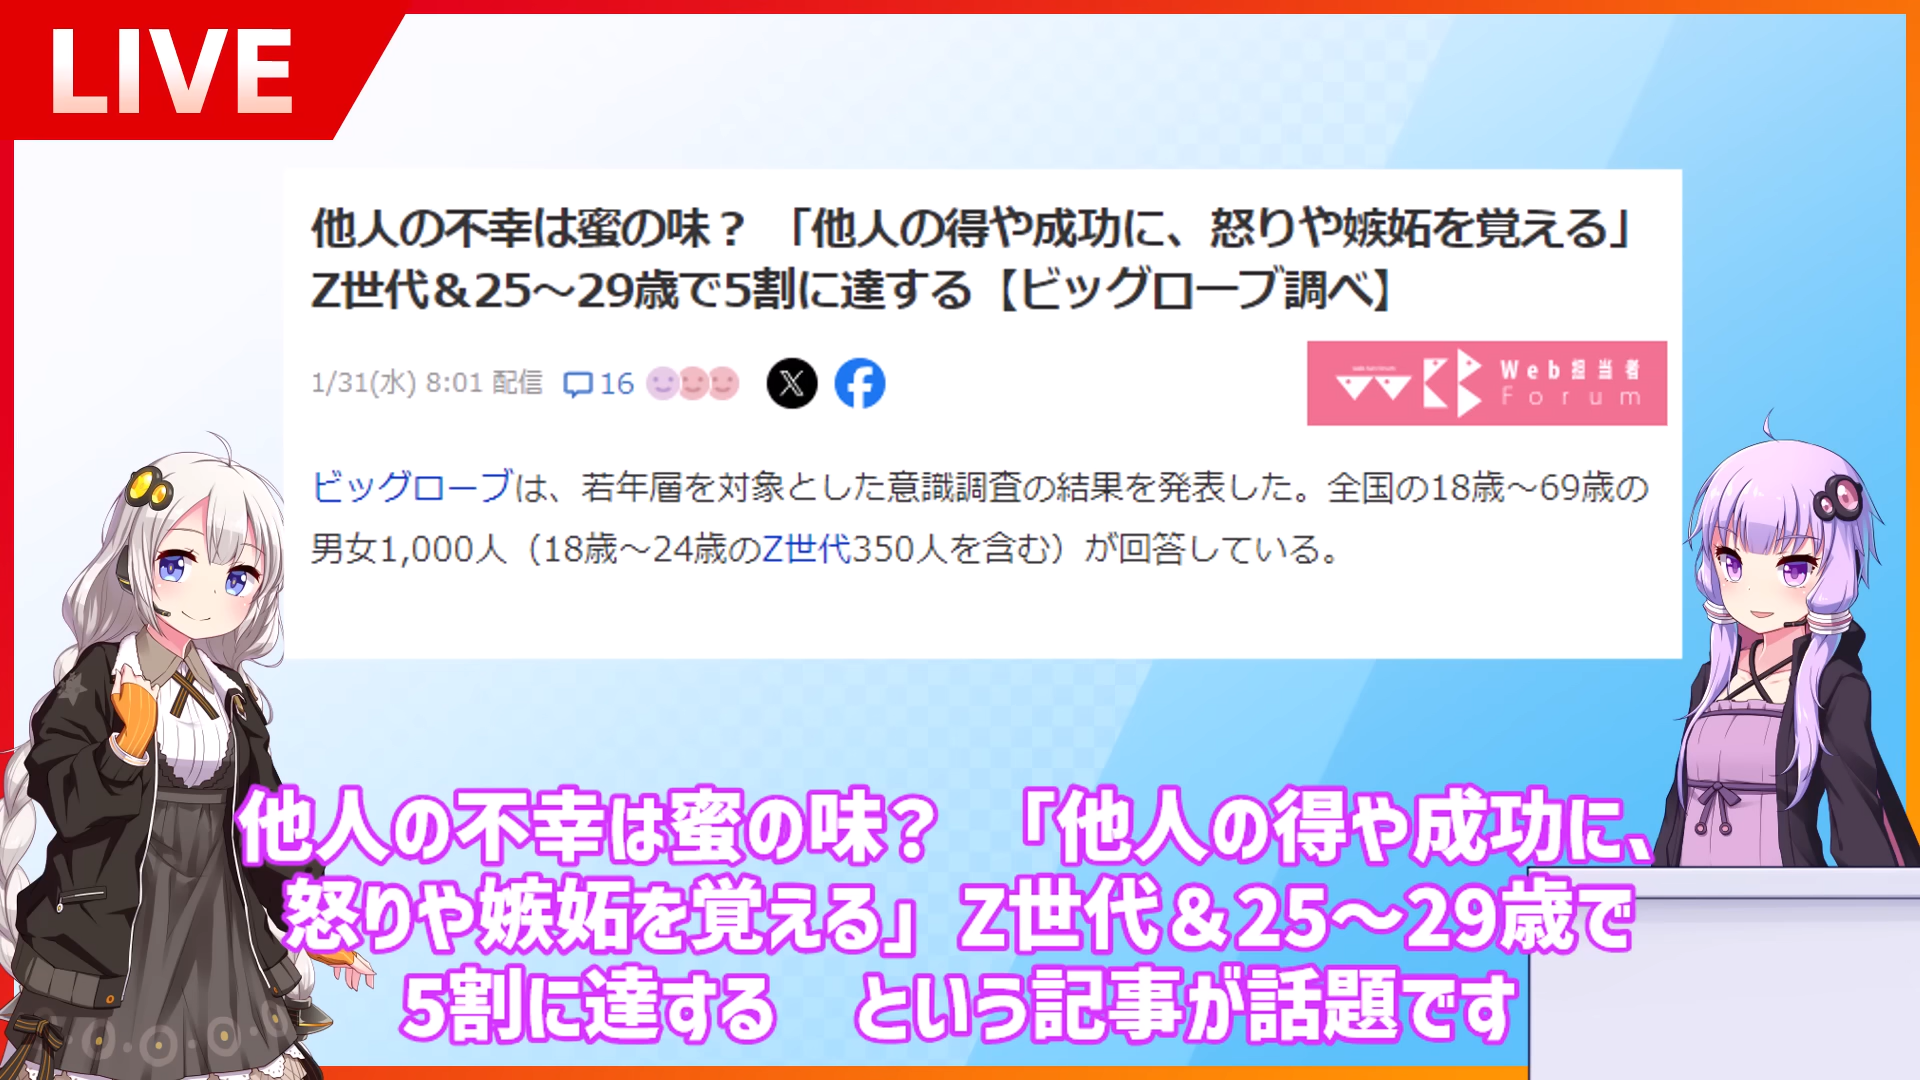 LIVE
他人の不幸は蜜の味？ 「他人の得や成功に、怒りや嫉妬を覚える」
Z世代＆25～29歳で5割に達する【ビッグローブ調べ】
1/31(水) 8:01 配信 16
Web担当者
Forum
ビッグローブは、若年層を対象とした意識調査の結果を発表した。全国の18歳～69歳の
男女1,000人（18歳～24歳のZ世代350人を含む）が回答している。
他人の不幸は蜜の味？ 「他人の得や成功に、
怒りや嫉妬を覚える」 Z世代＆25～29歳で
5割に達する という記事が話題です